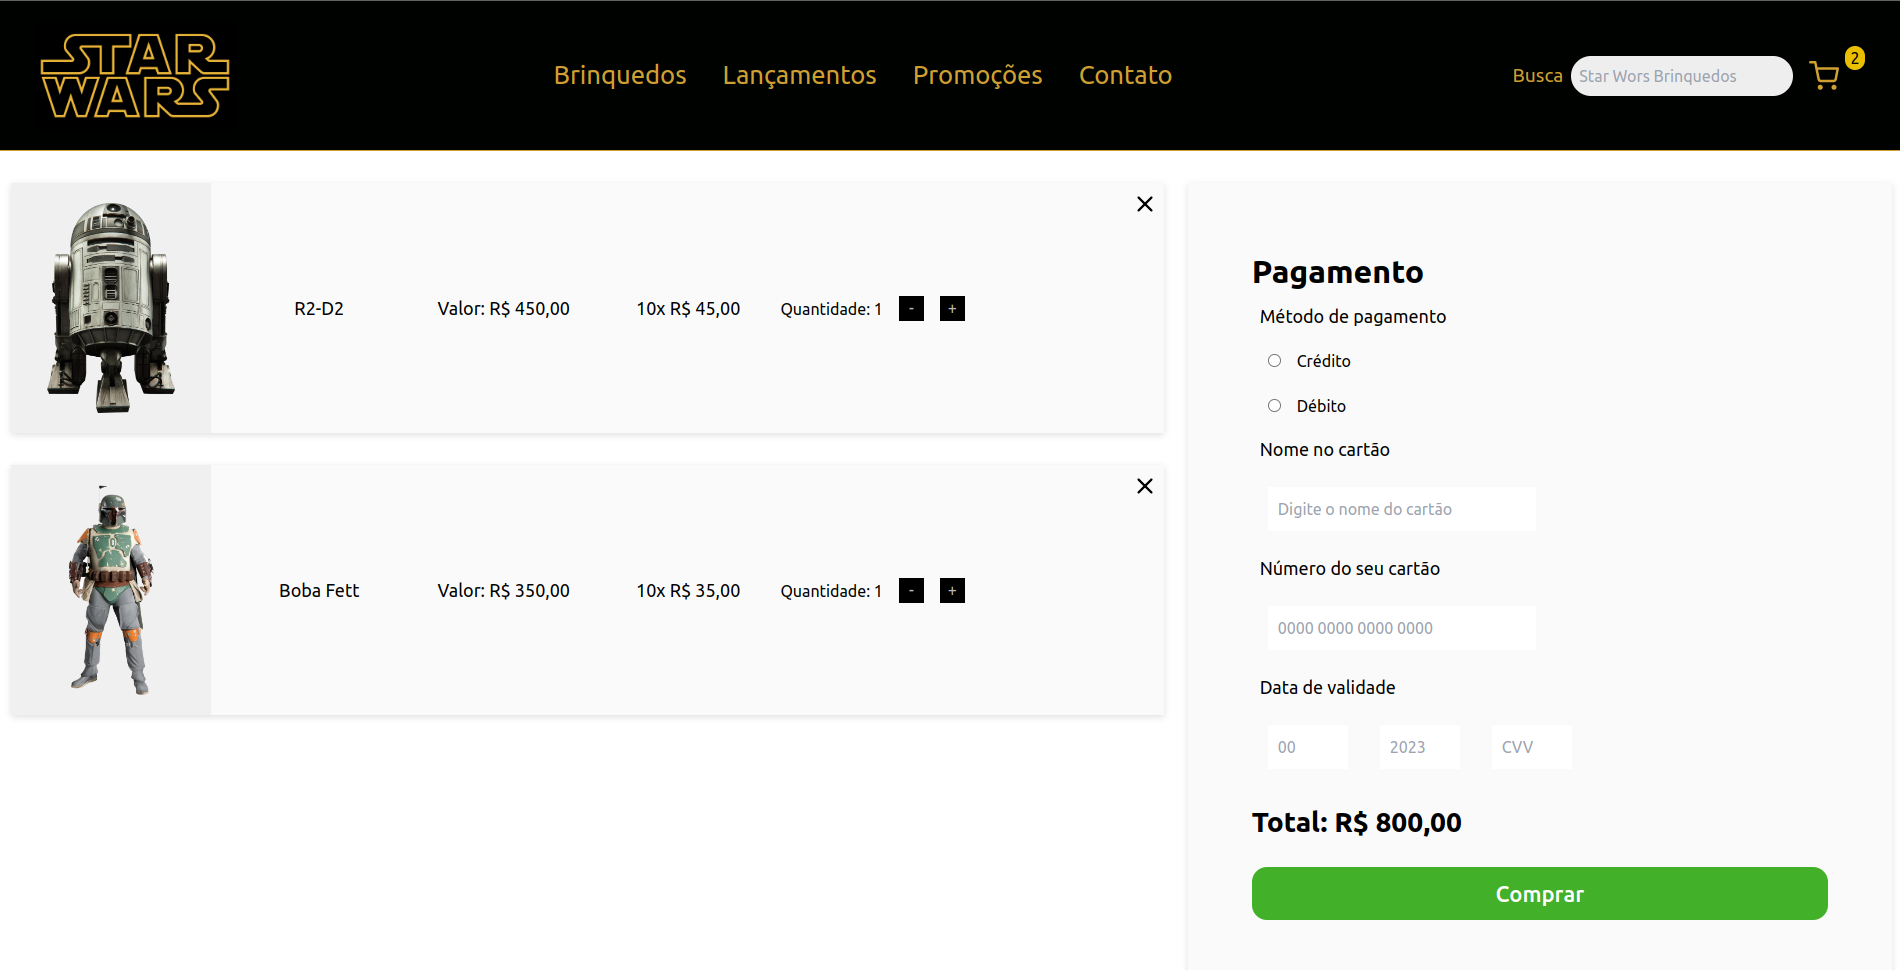 STAR
WARS
Brinquedos Lançamentos Promoções Contato
Busca Star Wors Brinquedos 2
R2-D2 Valor: R$ 450,00 10x R$ 45,00 Quantidade: 1 - +
Boba Fett Valor: R$ 350,00 10x R$ 35,00 Quantidade: 1 - +
Pagamento
Método de pagamento
Crédito
Débito
Nome no cartão
Digite o nome do cartão
Número do seu cartão
0000 0000 0000 0000
Data de validade
00 2023 CVV
Total: R$ 800,00
Comprar